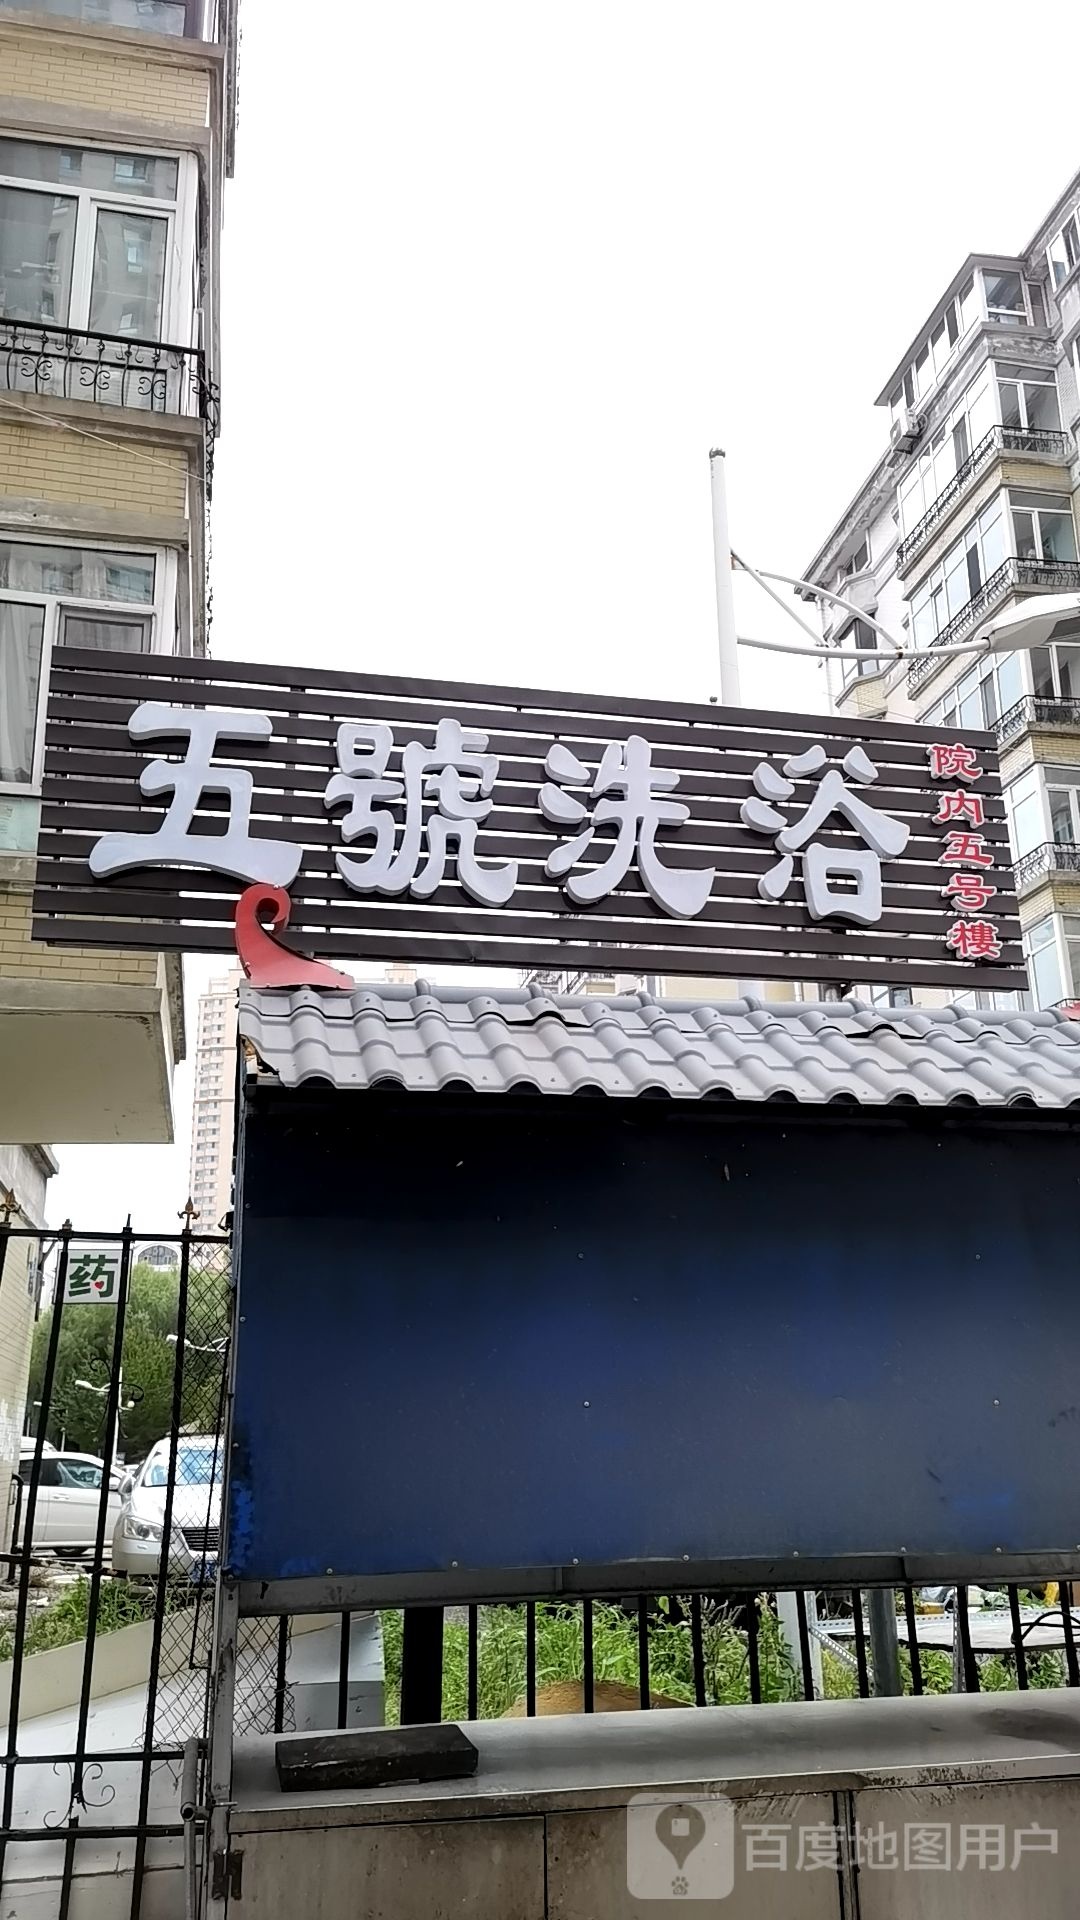 五號洗浴
院内五号樓
药
百度地图用户